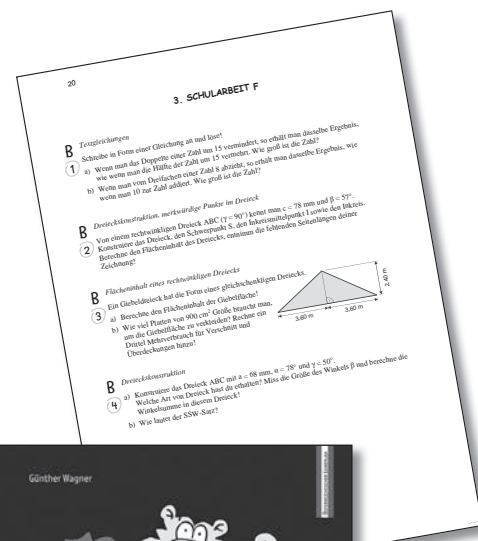 20
3. SCHULARBEIT F
B Textgleichungen
1 Schreibe in Form einer Gleichung an und löse!
a) Wenn man das Doppelte einer Zahl um 15 vermindert, so erhält man dasselbe Ergebnis,
wie wenn man die Hälfte der Zahl um 15 vermehrt. Wie groß ist die Zahl?
b) Wenn man vom Dreifachen einer Zahl 8 abzieht, so erhält man dasselbe Ergebnis, wie
wenn man 10 zur Zahl addiert. Wie groß ist die Zahl?
B Dreieckskonstruktion, merkwürdige Punkte im Dreieck
2 Von einem rechtwinkligen Dreieck ABC (γ = 90°) kennt man c = 78 mm und β = 57°.
Konstruiere das Dreieck, den Schwerpunkt S, den Inkreismittelpunkt I sowie den Inkreis.
Berechne den Flächeninhalt des Dreiecks, entnimm die fehlenden Seitenlängen deiner
Zeichnung!
B Flächeninhalt eines rechtwinkligen Dreiecks
3 Ein Giebeldreieck hat die Form eines gleichschenkligen Dreiecks.
a) Berechne den Flächeninhalt der Giebelfläche!
b) Wie viel Platten von 900 cm² Größe braucht man,
um die Giebelfläche zu verkleiden? Rechne ein
Drittel Mehrverbrauch für Verschnitt und
Überdeckungen hinzu!
2,40 m
3,60 m
3,60 m
B Dreieckskonstruktion
4 a) Konstruiere das Dreieck ABC mit a = 68 mm, α = 78° und γ = 50°.
Welche Art von Dreieck hast du erhalten? Miss die Größe des Winkels β und berechne die
Winkelsumme in diesem Dreieck!
b) Wie lautet der SSW-Satz?
Günther Wagner